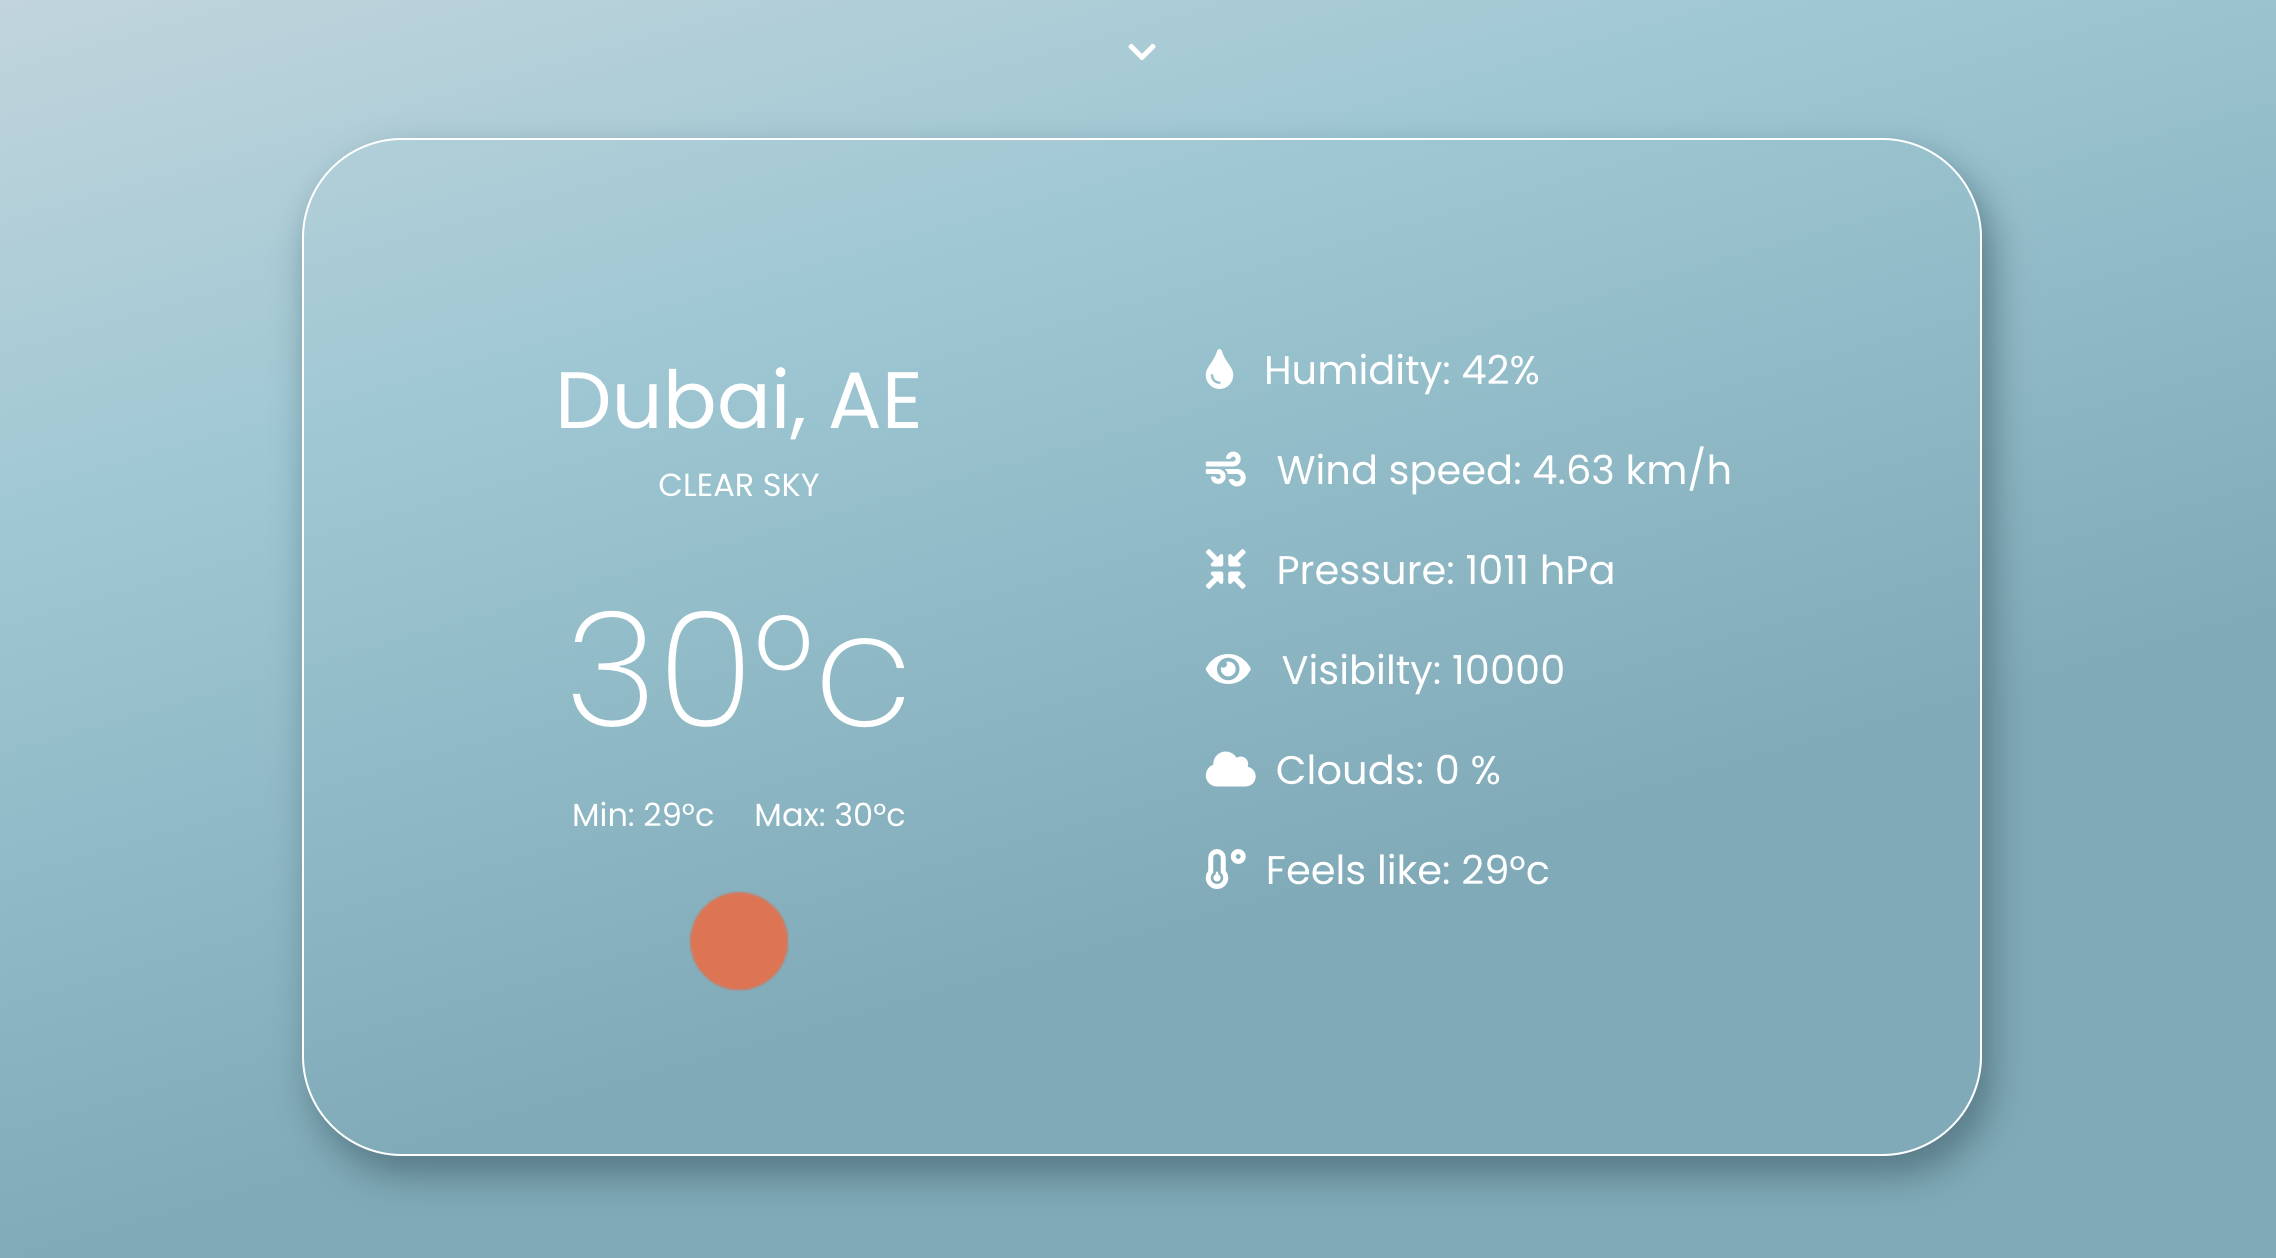 Dubai, AE
CLEAR SKY
30°c
Min: 29°c Max: 30°c
Humidity: 42%
Wind speed: 4.63 km/h
Pressure: 1011 hPa
Visibilty: 10000
Clouds: 0 %
Feels like: 29°c